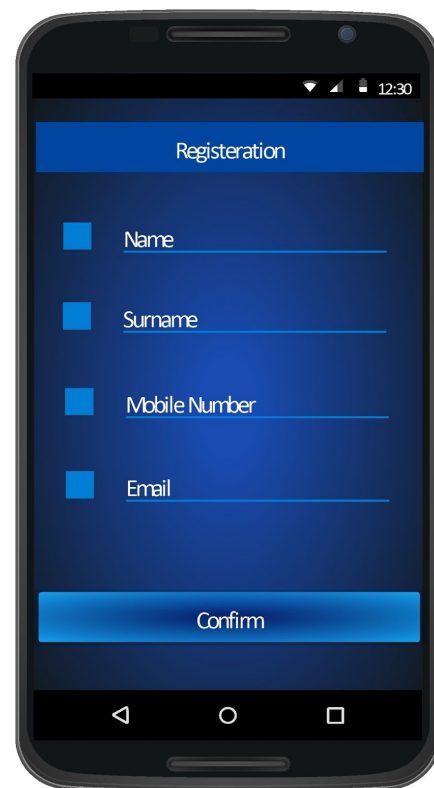 12:30
Registeration
Name
Surname
Mobile Number
Email
Confirm